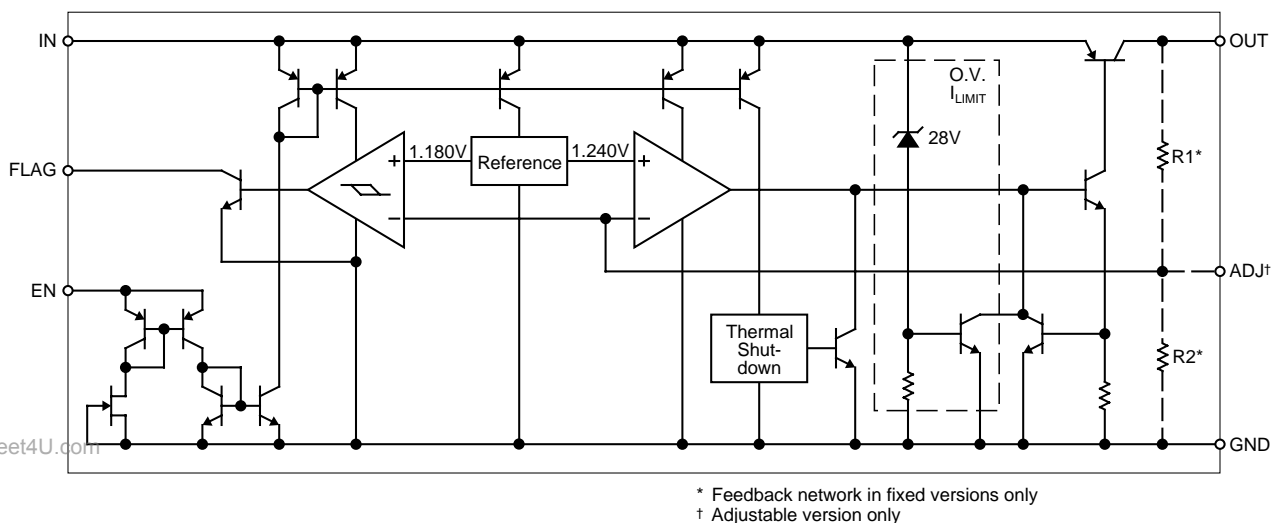 IN
OUT
O.V.
I_LIMIT
28V
R1*
FLAG
+
1.180V
Reference
1.240V
+
−
−
ADJ†
EN
Thermal
Shut-
down
R2*
GND
eet4U.com
* Feedback network in fixed versions only
† Adjustable version only